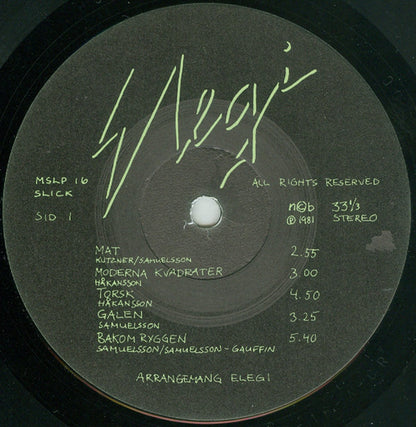 Elegi
MSLP 16
SLICK
SID 1
ALL RIGHTS RESERVED
n©b 33 1/3
℗ 1981 STEREO
MAT 2.55
KUTZNER/SAMUELSSON
MODERNA KVADRATER 3.00
HÅKANSSON
TORSK 4.50
HÅKANSSON
GALEN 3.25
SAMUELSSON
BAKOM RYGGEN 5.40
SAMUELSSON/SAMUELSSON-GAUFFIN
ARRANGEMANG ELEGI